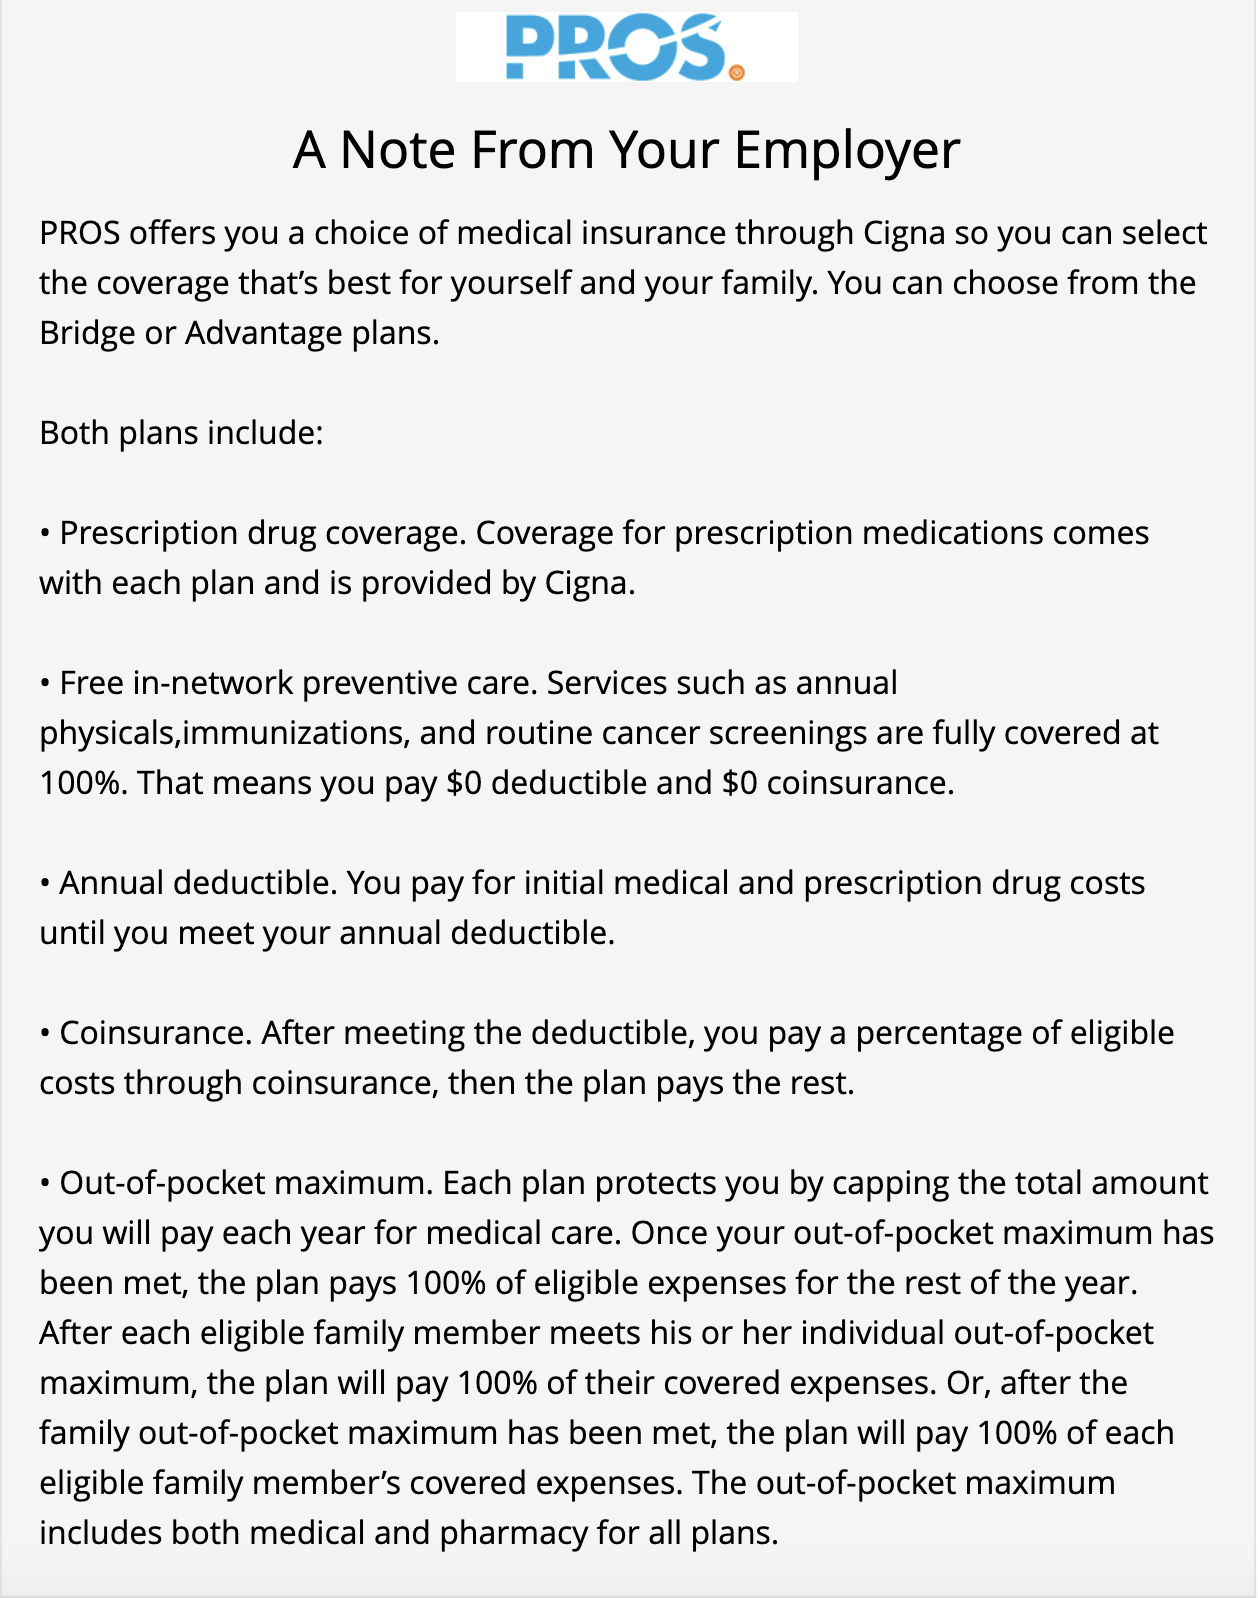 PROS®
A Note From Your Employer
PROS offers you a choice of medical insurance through Cigna so you can select
the coverage that’s best for yourself and your family. You can choose from the
Bridge or Advantage plans.
Both plans include:
• Prescription drug coverage. Coverage for prescription medications comes
with each plan and is provided by Cigna.
• Free in-network preventive care. Services such as annual
physicals,immunizations, and routine cancer screenings are fully covered at
100%. That means you pay $0 deductible and $0 coinsurance.
• Annual deductible. You pay for initial medical and prescription drug costs
until you meet your annual deductible.
• Coinsurance. After meeting the deductible, you pay a percentage of eligible
costs through coinsurance, then the plan pays the rest.
• Out-of-pocket maximum. Each plan protects you by capping the total amount
you will pay each year for medical care. Once your out-of-pocket maximum has
been met, the plan pays 100% of eligible expenses for the rest of the year.
After each eligible family member meets his or her individual out-of-pocket
maximum, the plan will pay 100% of their covered expenses. Or, after the
family out-of-pocket maximum has been met, the plan will pay 100% of each
eligible family member’s covered expenses. The out-of-pocket maximum
includes both medical and pharmacy for all plans.